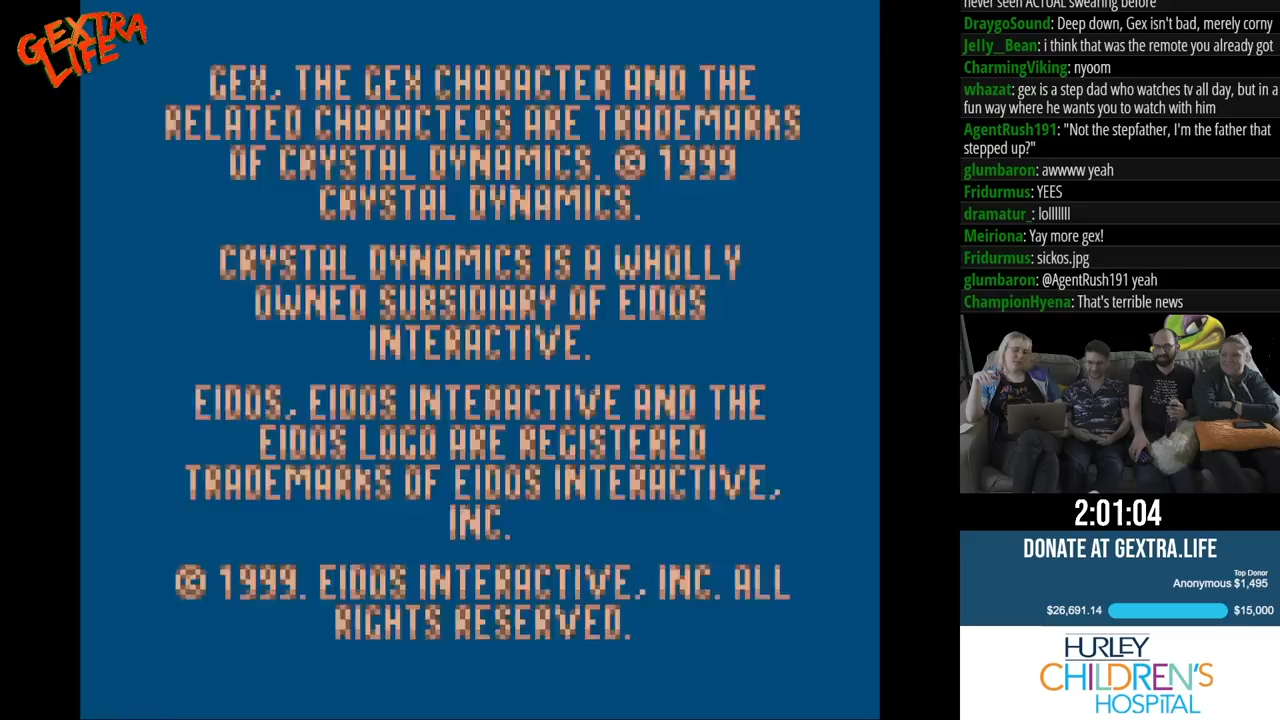 GEXTRA
LIFE
GEX, THE GEX CHARACTER AND THE
RELATED CHARACTERS ARE TRADEMARKS
OF CRYSTAL DYNAMICS. © 1999
CRYSTAL DYNAMICS.
CRYSTAL DYNAMICS IS A WHOLLY
OWNED SUBSIDIARY OF EIDOS
INTERACTIVE.
EIDOS, EIDOS INTERACTIVE AND THE
EIDOS LOGO ARE REGISTERED
TRADEMARKS OF EIDOS INTERACTIVE,
INC.
© 1999. EIDOS INTERACTIVE, INC. ALL
RIGHTS RESERVED.
never seen ACTUAL swearing before
DraygoSound: Deep down, Gex isn't bad, merely corny
Jelly__Bean: i think that was the remote you already got
CharmingViking: nyoom
whazat: gex is a step dad who watches tv all day, but in a
fun way where he wants you to watch with him
AgentRush191: "Not the stepfather, I'm the father that
stepped up?"
glumbaron: awwww yeah
Fridurmus: YEES
dramatur_: lolllllll
Meiriona: Yay more gex!
Fridurmus: sickos.jpg
glumbaron: @AgentRush191 yeah
ChampionHyena: That's terrible news
2:01:04
DONATE AT GEXTRA.LIFE
Top Donor
Anonymous $1,495
$26,691.14 $15,000
HURLEY
CHILDREN'S
HOSPITAL